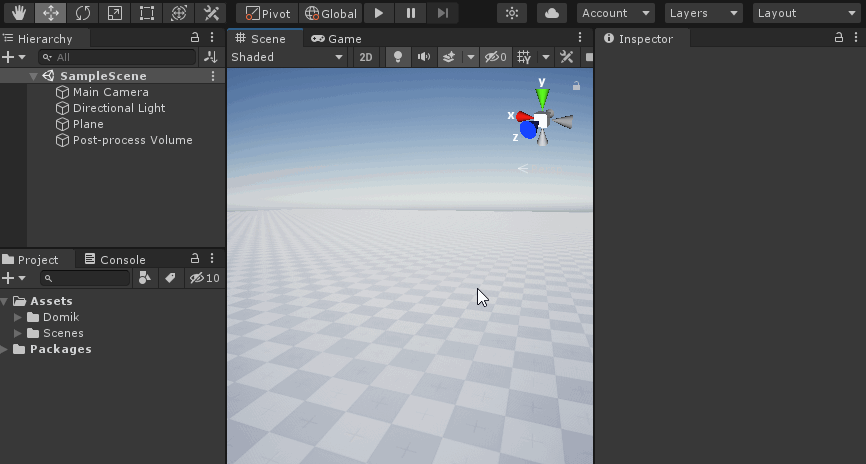 Pivot Global Account Layers Layout
Hierarchy Scene Game Inspector
All Shaded 2D 0
SampleScene
Main Camera
Directional Light
Plane
Post-process Volume
y
x
z
Project Console
10
Assets
Domik
Scenes
Packages